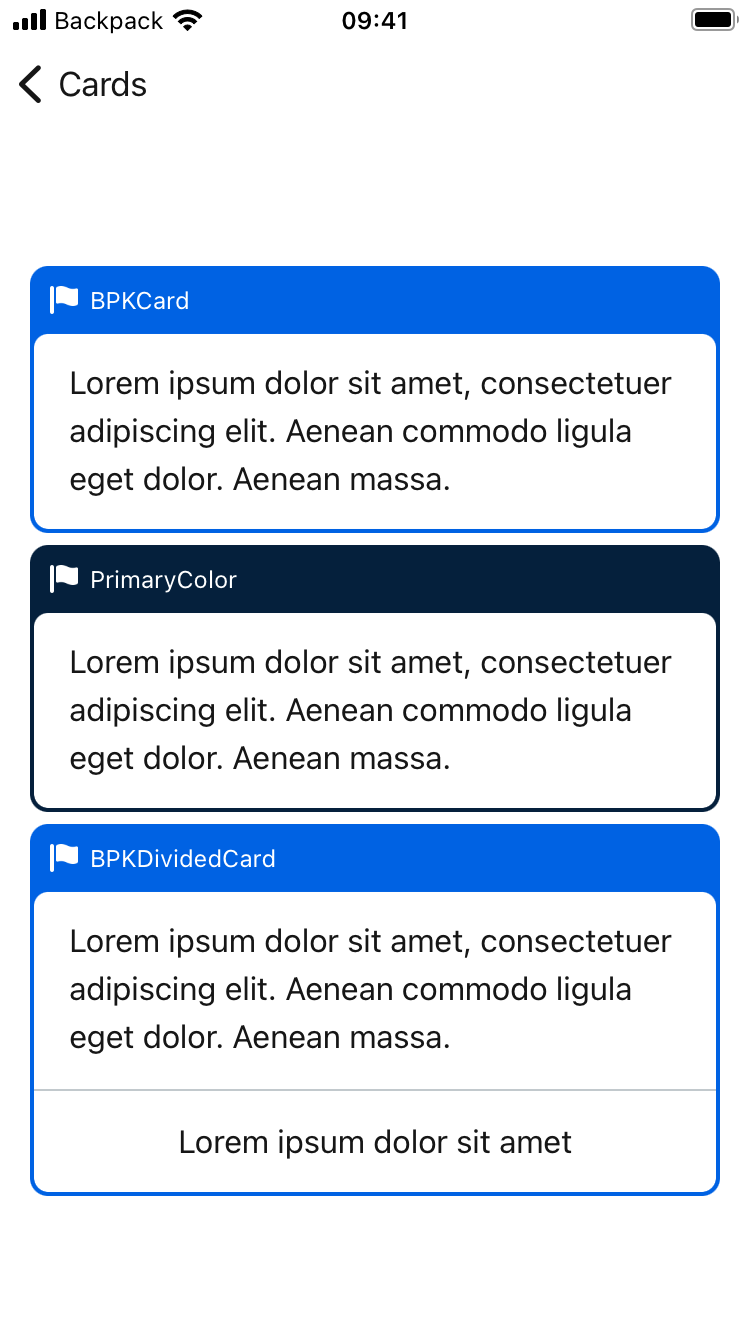 Backpack 09:41
Cards
BPKCard
Lorem ipsum dolor sit amet, consectetuer
adipiscing elit. Aenean commodo ligula
eget dolor. Aenean massa.
PrimaryColor
Lorem ipsum dolor sit amet, consectetuer
adipiscing elit. Aenean commodo ligula
eget dolor. Aenean massa.
BPKDividedCard
Lorem ipsum dolor sit amet, consectetuer
adipiscing elit. Aenean commodo ligula
eget dolor. Aenean massa.
Lorem ipsum dolor sit amet